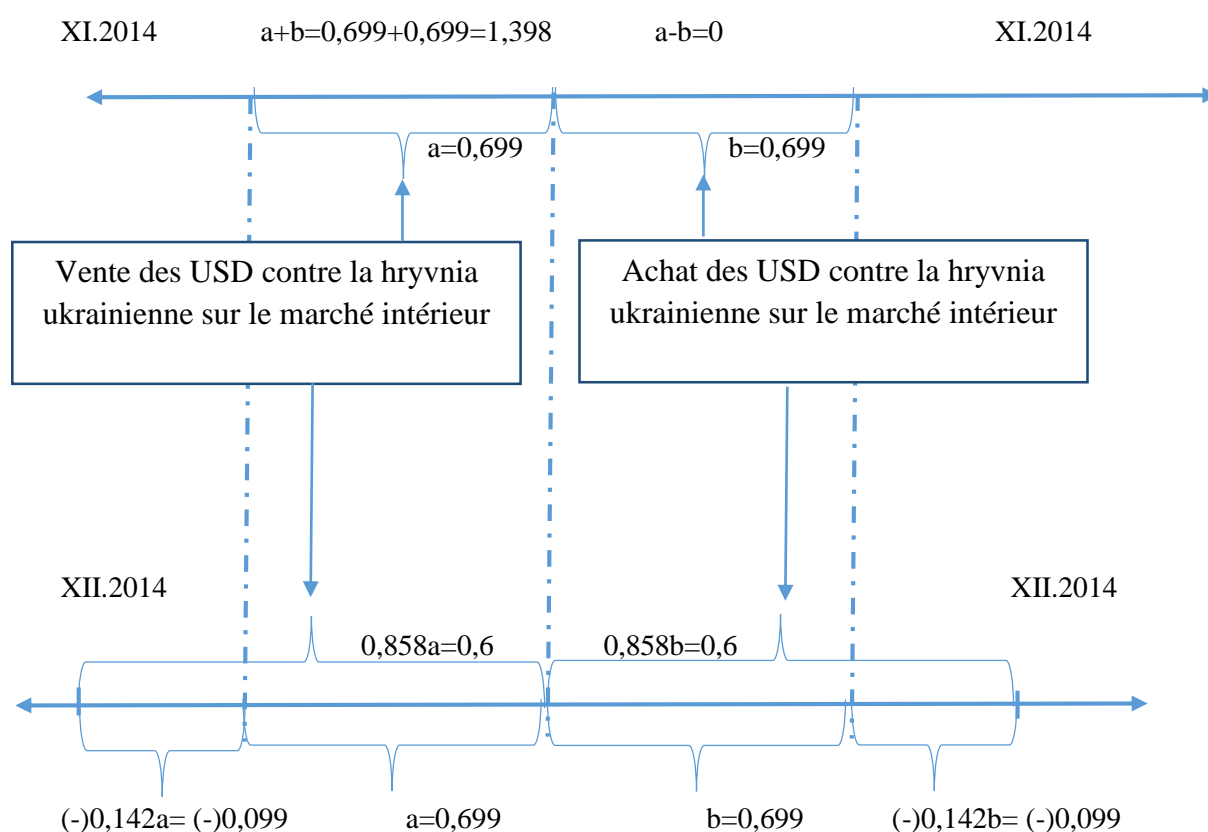 XI.2014 a+b=0,699+0,699=1,398 a-b=0 XI.2014
a=0,699 b=0,699
Vente des USD contre la hryvnia
ukrainienne sur le marché intérieur
Achat des USD contre la hryvnia
ukrainienne sur le marché intérieur
XII.2014 XII.2014
0,858a=0,6 0,858b=0,6
(-)0,142a= (-)0,099 a=0,699 b=0,699 (-)0,142b= (-)0,099